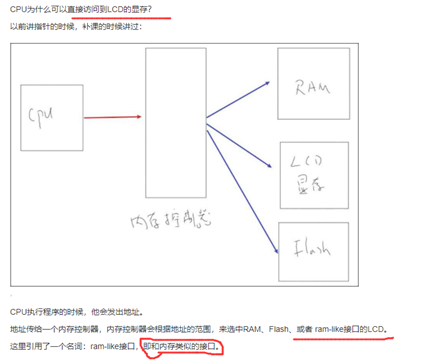 CPU为什么可以直接访问到LCD的显存?
以前讲指针的时候，补课的时候讲过：
CPU
RAM
LCD
显存
内存控制器
Flash
CPU执行程序的时候，他会发出地址。
地址传给一个内存控制器，内存控制器会根据地址的范围，来选中RAM、Flash、或者 ram-like接口的LCD。
这里引用了一个名词：ram-like接口，即和内存类似的接口。